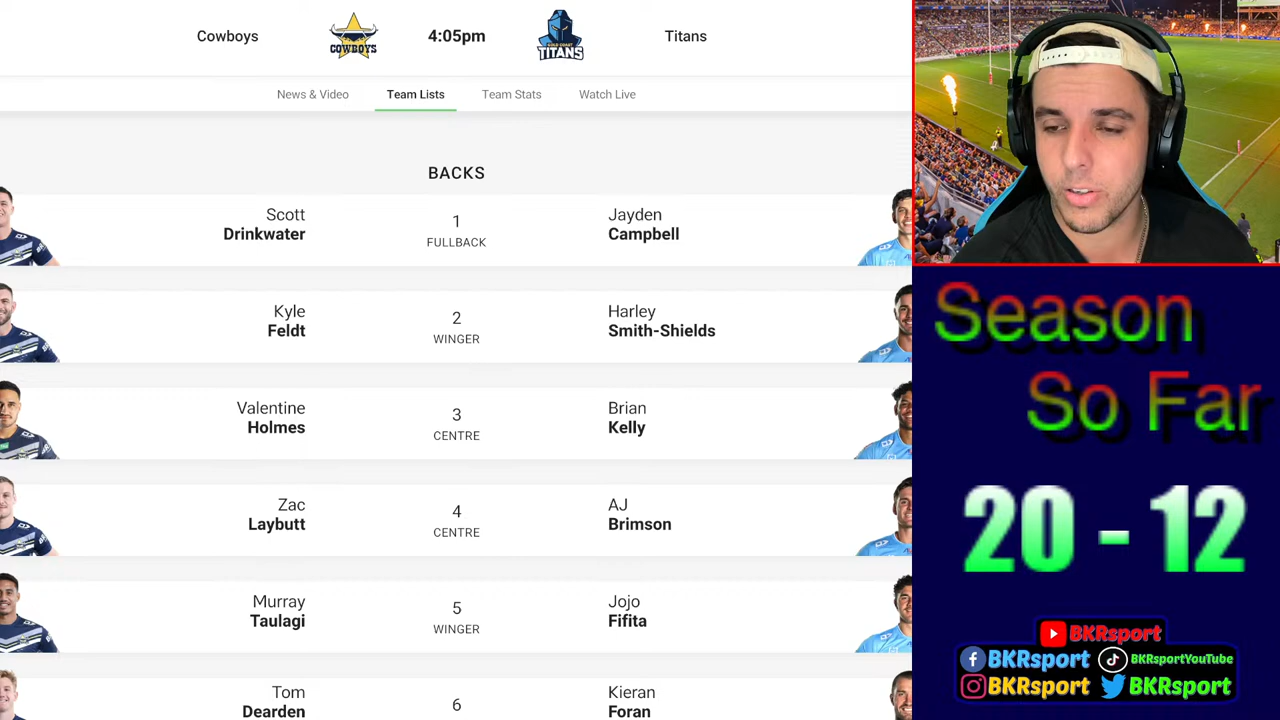 Cowboys
COWBOYS
4:05pm
GOLD COAST
TITANS
Titans
News & Video
Team Lists
Team Stats
Watch Live
BACKS
Scott
Drinkwater
1
FULLBACK
Jayden
Campbell
Kyle
Feldt
2
WINGER
Harley
Smith-Shields
Valentine
Holmes
3
CENTRE
Brian
Kelly
Zac
Laybutt
4
CENTRE
AJ
Brimson
Murray
Taulagi
5
WINGER
Jojo
Fifita
Tom
Dearden
6
Kieran
Foran
Season
So Far
20 - 12
BKRsport
BKRsport
BKRsportYouTube
BKRsport
BKRsport